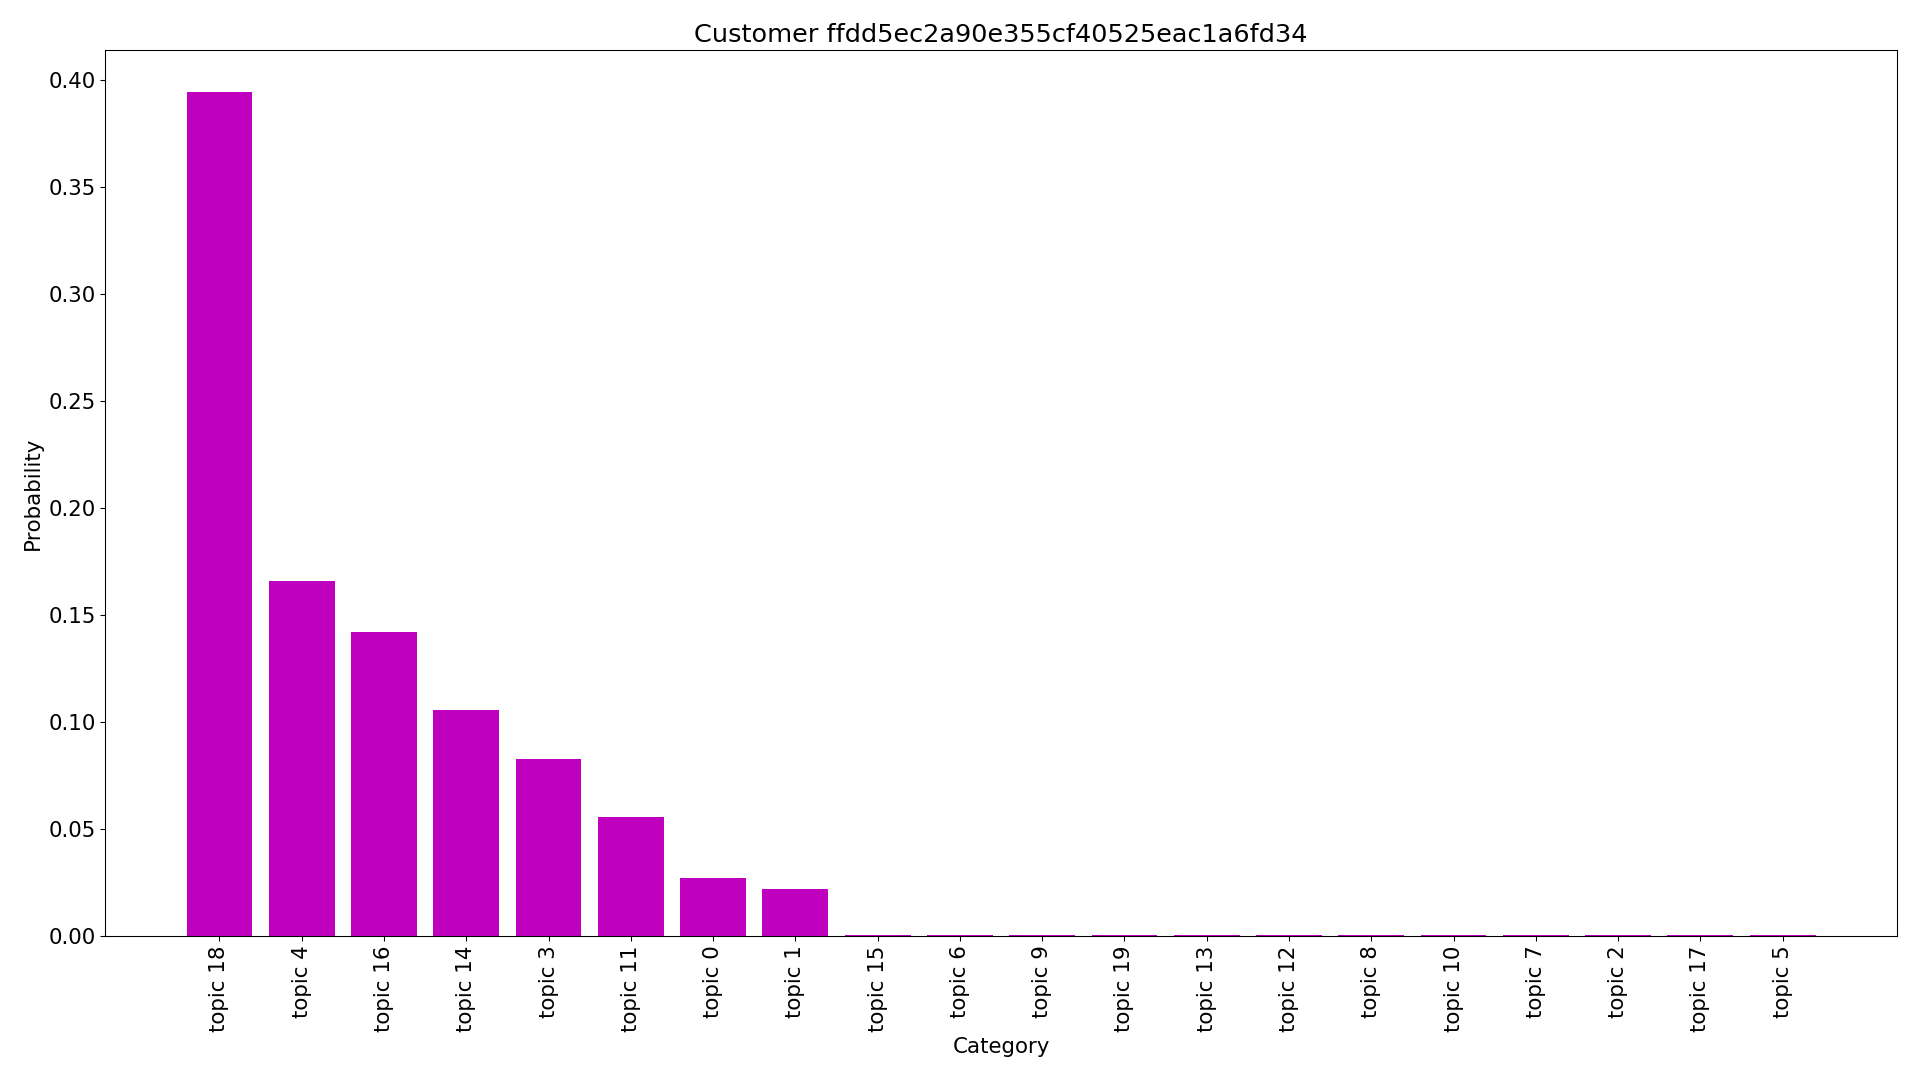 Customer ffdd5ec2a90e355cf40525eac1a6fd34
Probability
0.40
0.35
0.30
0.25
0.20
0.15
0.10
0.05
0.00
topic 18
topic 4
topic 16
topic 14
topic 3
topic 11
topic 0
topic 1
topic 15
topic 6
topic 9
topic 19
topic 13
topic 12
topic 8
topic 10
topic 7
topic 2
topic 17
topic 5
Category